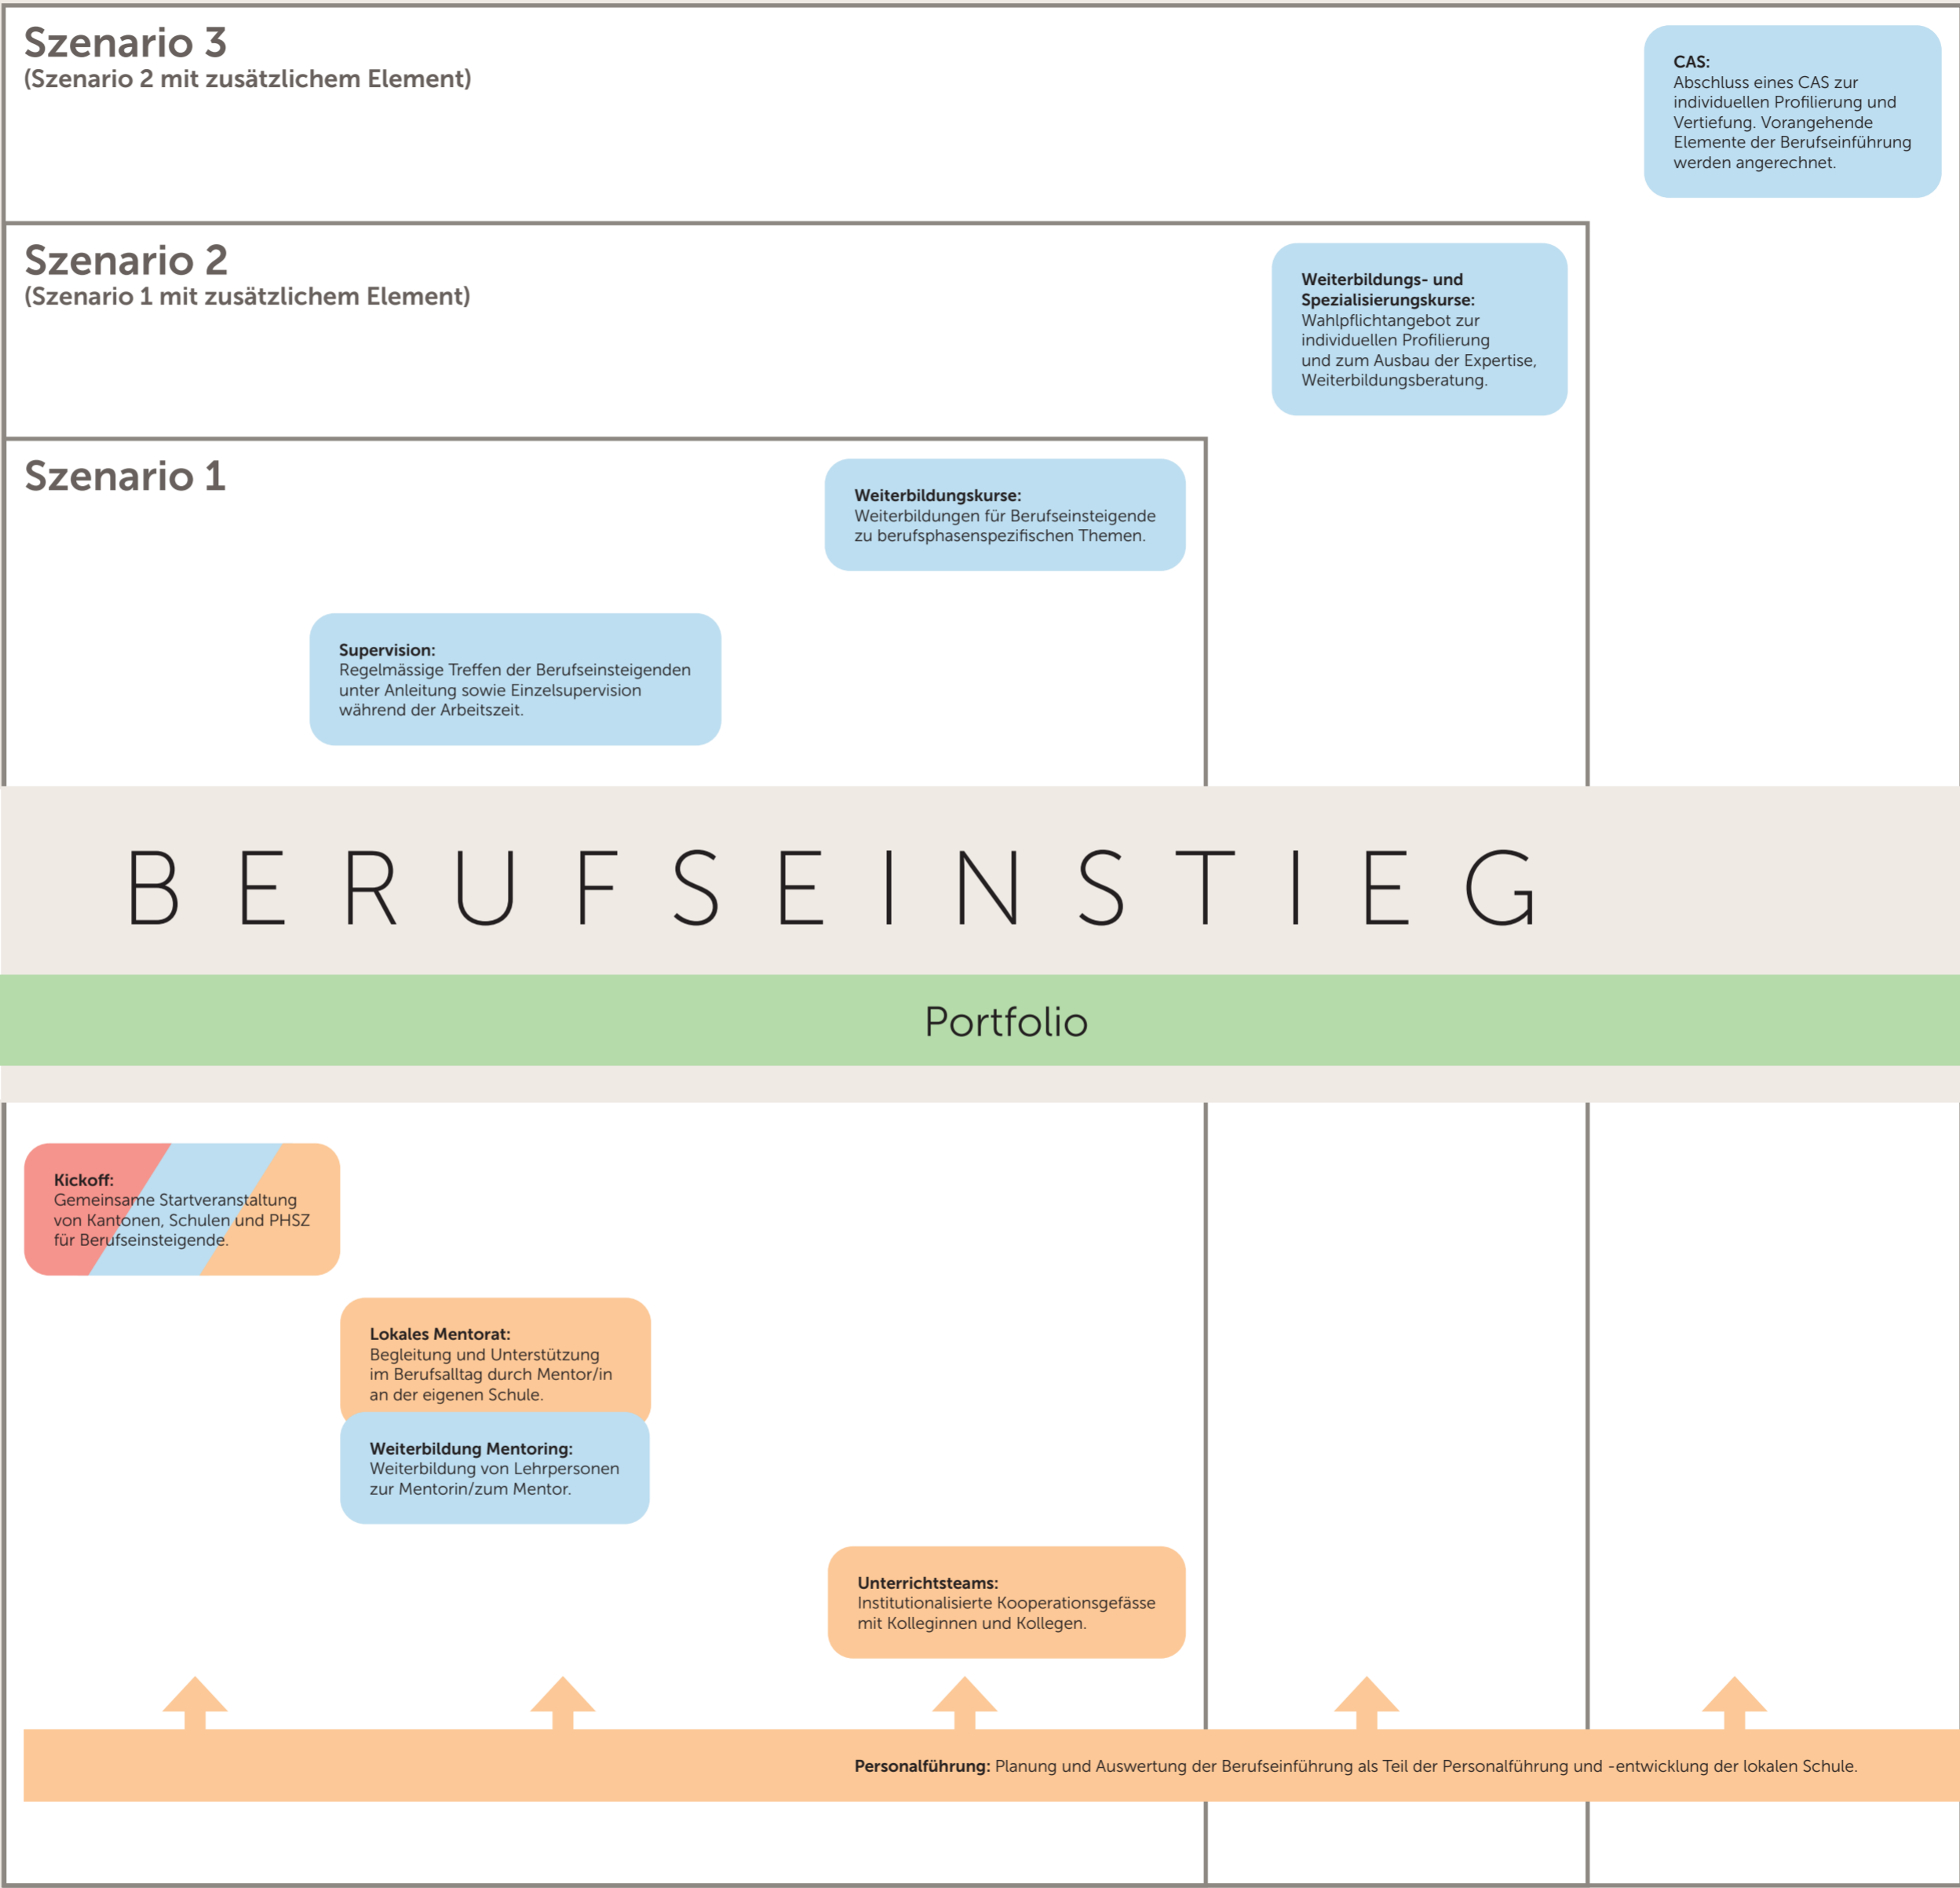 Szenario 3
(Szenario 2 mit zusätzlichem Element)
CAS:
Abschluss eines CAS zur
individuellen Profilierung und
Vertiefung. Vorangehende
Elemente der Berufseinführung
werden angerechnet.
Szenario 2
(Szenario 1 mit zusätzlichem Element)
Weiterbildungs- und
Spezialisierungskurse:
Wahlpflichtangebot zur
individuellen Profilierung
und zum Ausbau der Expertise,
Weiterbildungsberatung.
Szenario 1
Weiterbildungskurse:
Weiterbildungen für Berufseinsteigende
zu berufsphasenspezifischen Themen.
Supervision:
Regelmässige Treffen der Berufseinsteigenden
unter Anleitung sowie Einzelsupervision
während der Arbeitszeit.
BERUFSEINSTIEG
Portfolio
Kickoff:
Gemeinsame Startveranstaltung
von Kantonen, Schulen und PHSZ
für Berufseinsteigende.
Lokales Mentorat:
Begleitung und Unterstützung
im Berufsalltag durch Mentor/in
an der eigenen Schule.
Weiterbildung Mentoring:
Weiterbildung von Lehrpersonen
zur Mentorin/zum Mentor.
Unterrichtsteams:
Institutionalisierte Kooperationsgefässe
mit Kolleginnen und Kollegen.
Personalführung: Planung und Auswertung der Berufseinführung als Teil der Personalführung und -entwicklung der lokalen Schule.